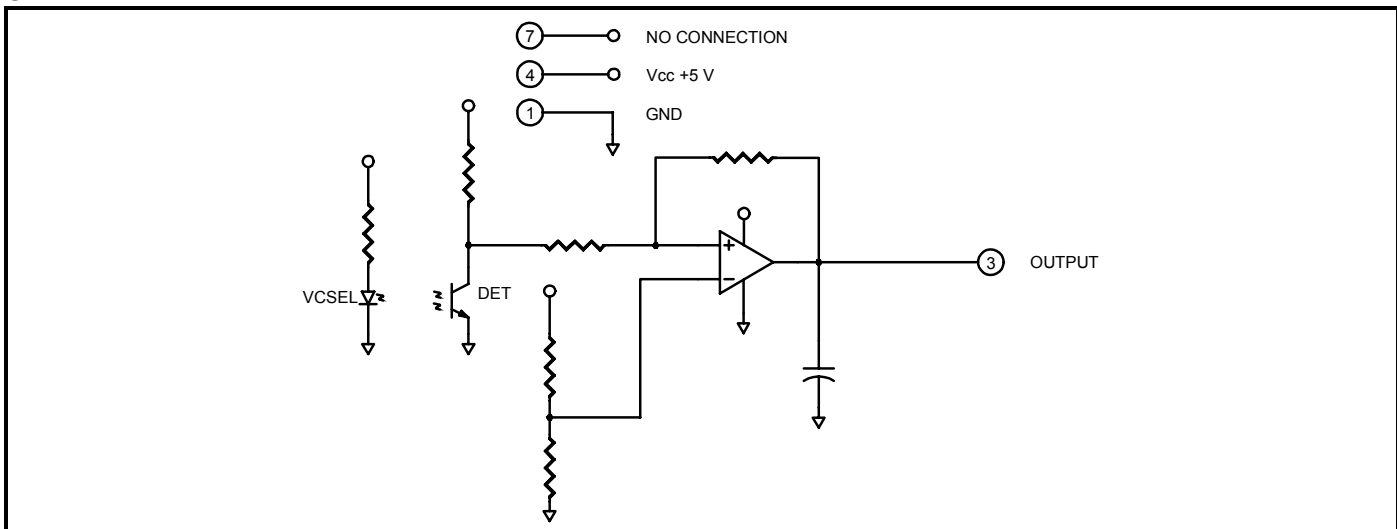 7 NO CONNECTION
4 Vcc +5 V
1 GND
+
−
VCSEL
DET
3 OUTPUT